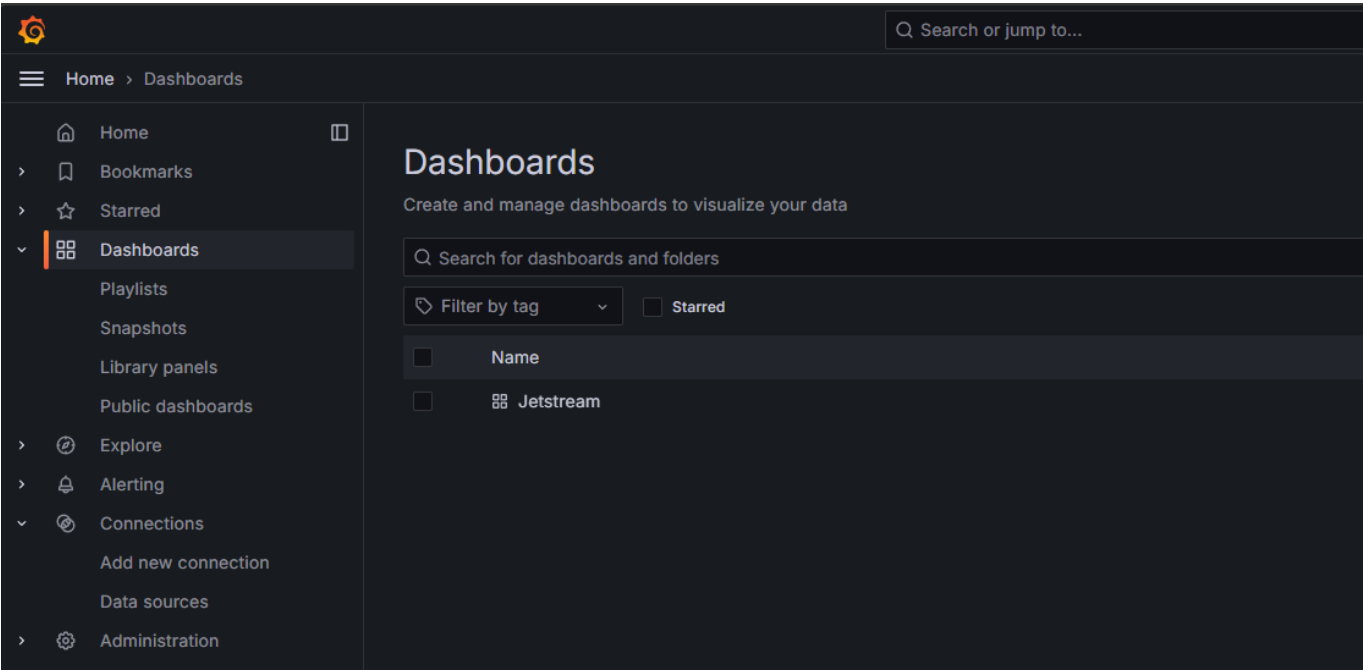 Search or jump to...
Home › Dashboards
Home
Bookmarks
Starred
Dashboards
Playlists
Snapshots
Library panels
Public dashboards
Explore
Alerting
Connections
Add new connection
Data sources
Administration
Dashboards
Create and manage dashboards to visualize your data
Search for dashboards and folders
Filter by tag Starred
Name
Jetstream